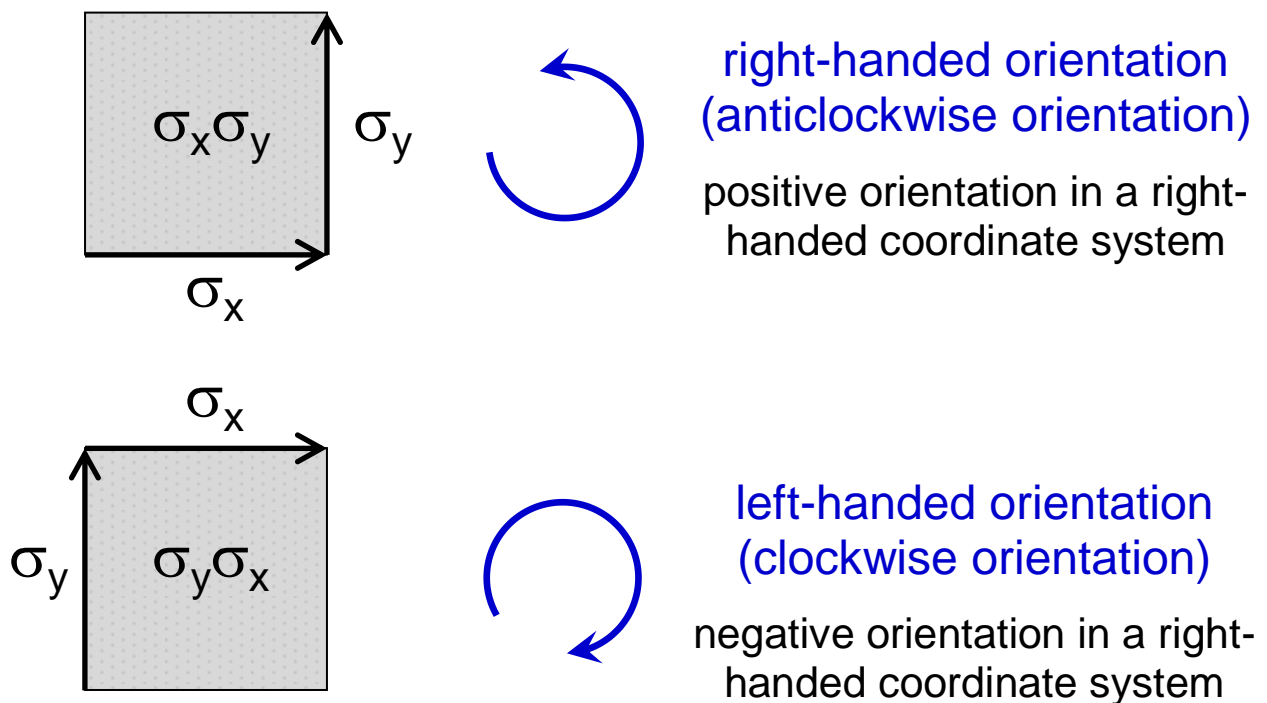 σxσy
σy
σx
right-handed orientation
(anticlockwise orientation)
positive orientation in a right-
handed coordinate system
σx
σy
σyσx
left-handed orientation
(clockwise orientation)
negative orientation in a right-
handed coordinate system